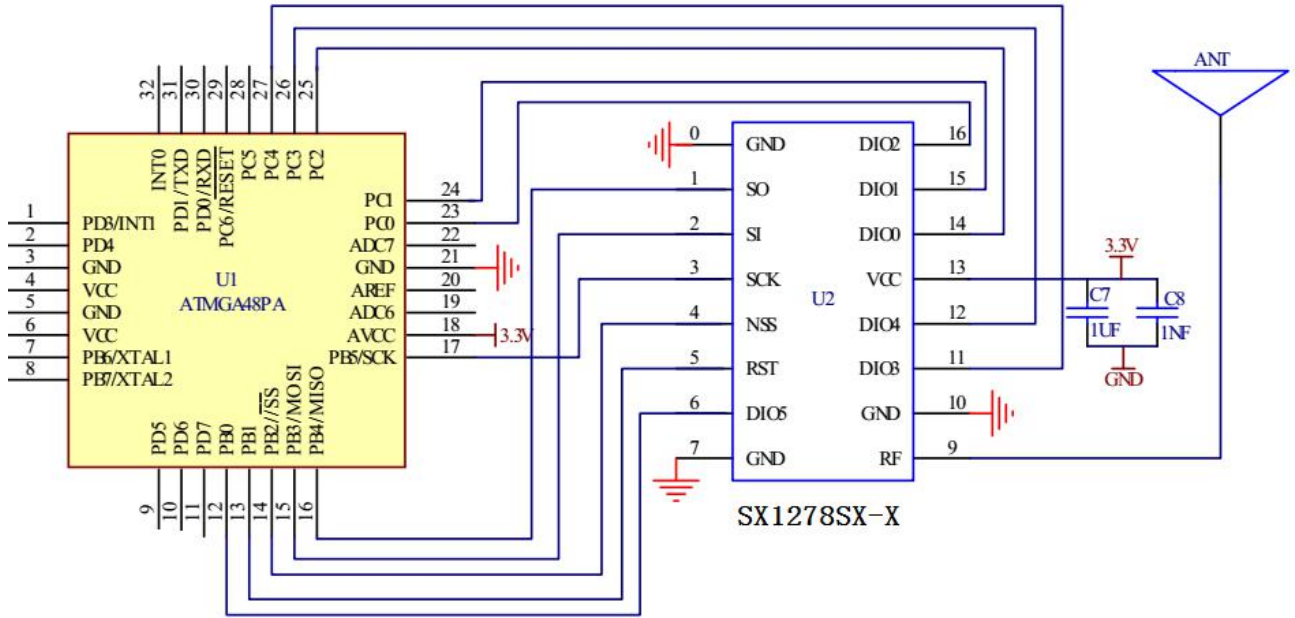 ANT
32
31
30
29
28
27
26
25
INT0
PD1/TXD
PD0/RXD
PC6/RESET
PC5
PC4
PC3
PC2
1 PD3/INT1
2 PD4
3 GND
4 VCC
5 GND
6 VCC
7 PB6/XTAL1
8 PB7/XTAL2
U1
ATMGA48PA
PC1 24
PC0 23
ADC7 22
GND 21
AREF 20
ADC6 19
AVCC 18 3.3V
PB5/SCK 17
PD5
PD6
PD7
PB0
PB1
PB2//SS
PB3/MOSI
PB4/MISO
9
10
11
12
13
14
15
16
0 GND
1 SO
2 SI
3 SCK
4 NSS
5 RST
6 DIO5
7 GND
U2
DIO2 16
DIO1 15
DIO0 14
VCC 13
DIO4 12
DIO3 11
GND 10
RF 9
SX1278SX-X
3.3V
C7
1UF
C8
1NF
GND